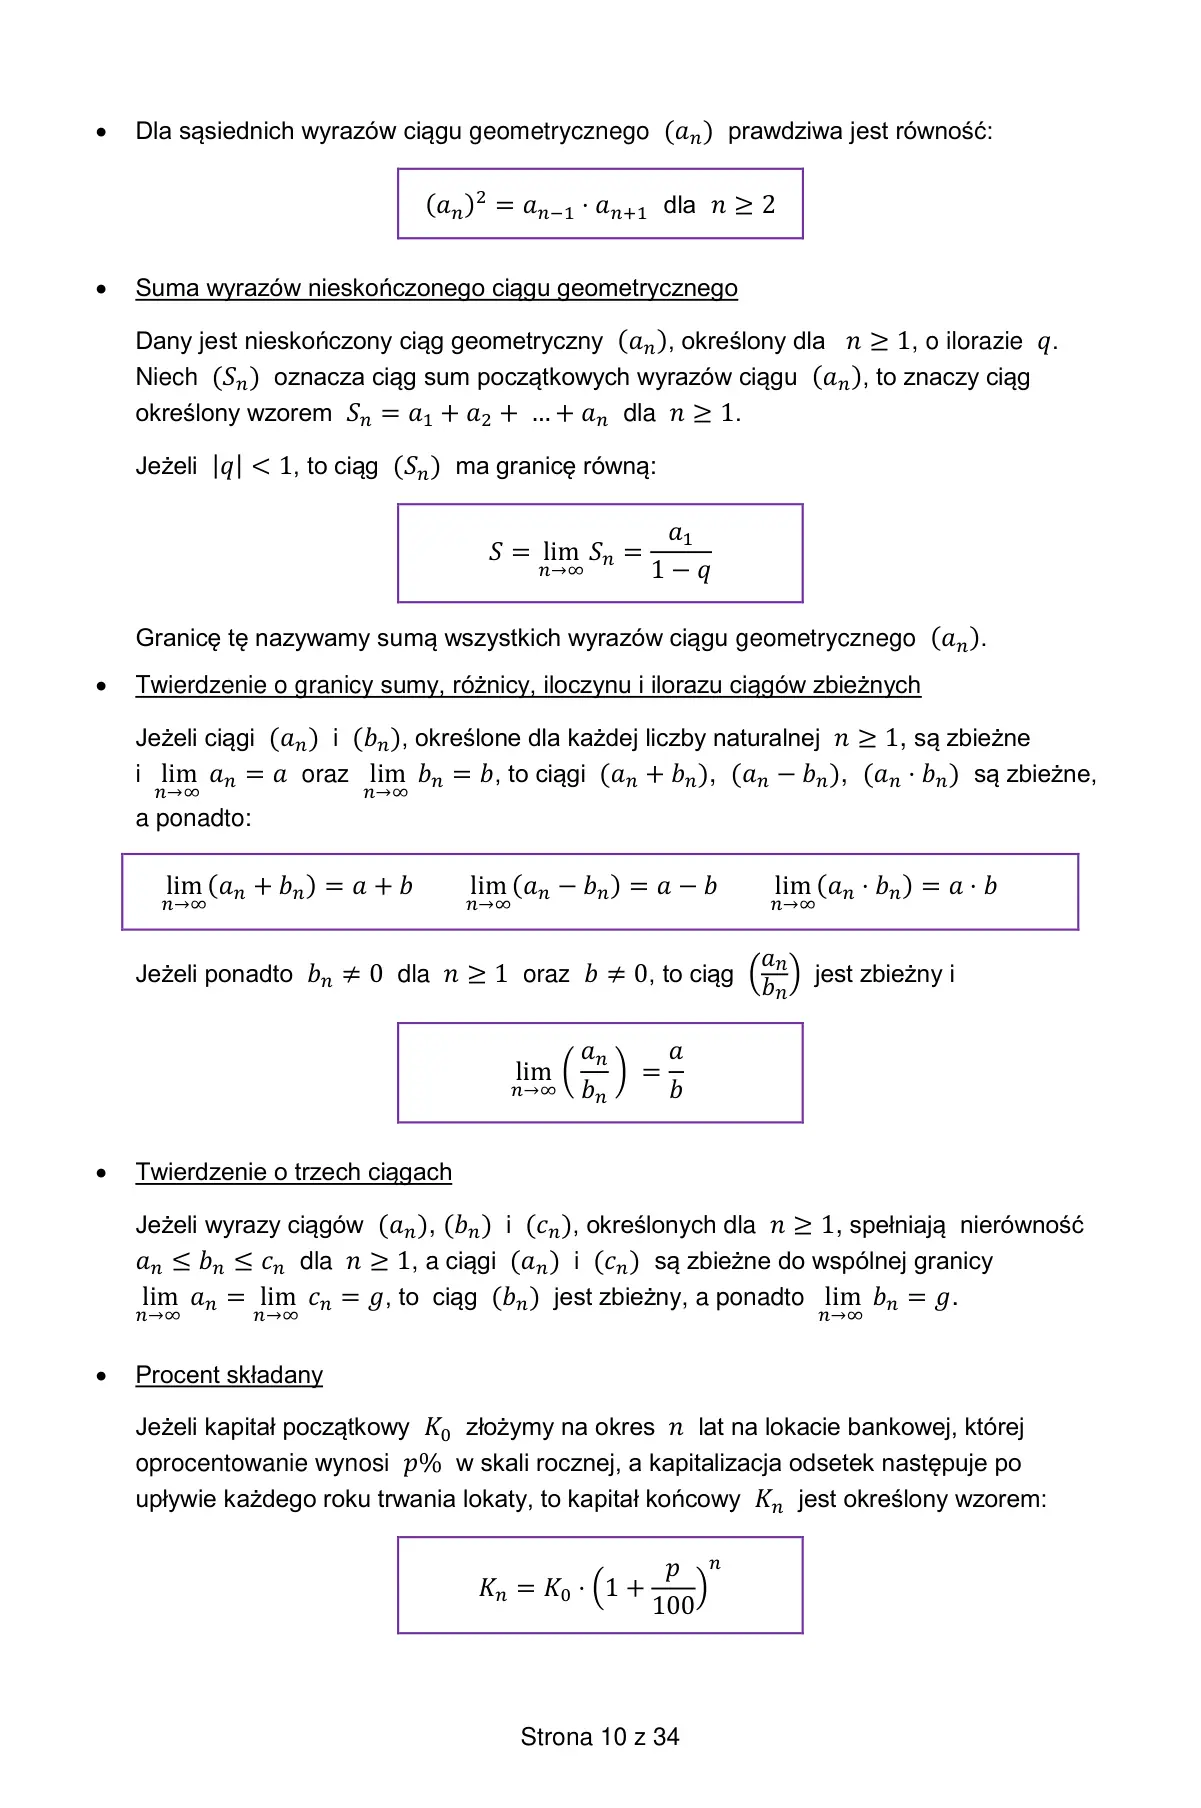 • Dla sąsiednich wyrazów ciągu geometrycznego (aₙ) prawdziwa jest równość:
(aₙ)² = aₙ₋₁ · aₙ₊₁ dla n ≥ 2
• Suma wyrazów nieskończonego ciągu geometrycznego
Dany jest nieskończony ciąg geometryczny (aₙ), określony dla n ≥ 1, o ilorazie q.
Niech (Sₙ) oznacza ciąg sum początkowych wyrazów ciągu (aₙ), to znaczy ciąg
określony wzorem Sₙ = a₁ + a₂ + … + aₙ dla n ≥ 1.
Jeżeli |q| < 1, to ciąg (Sₙ) ma granicę równą:
S = lim_{n→∞} Sₙ = a₁/(1 − q)
Granicę tę nazywamy sumą wszystkich wyrazów ciągu geometrycznego (aₙ).
• Twierdzenie o granicy sumy, różnicy, iloczynu i ilorazu ciągów zbieżnych
Jeżeli ciągi (aₙ) i (bₙ), określone dla każdej liczby naturalnej n ≥ 1, są zbieżne
i lim_{n→∞} aₙ = a oraz lim_{n→∞} bₙ = b, to ciągi (aₙ + bₙ), (aₙ − bₙ), (aₙ · bₙ) są zbieżne,
a ponadto:
lim_{n→∞} (aₙ + bₙ) = a + b lim_{n→∞} (aₙ − bₙ) = a − b lim_{n→∞} (aₙ · bₙ) = a · b
Jeżeli ponadto bₙ ≠ 0 dla n ≥ 1 oraz b ≠ 0, to ciąg (aₙ/bₙ) jest zbieżny i
lim_{n→∞} (aₙ/bₙ) = a/b
• Twierdzenie o trzech ciągach
Jeżeli wyrazy ciągów (aₙ), (bₙ) i (cₙ), określonych dla n ≥ 1, spełniają nierówność
aₙ ≤ bₙ ≤ cₙ dla n ≥ 1, a ciągi (aₙ) i (cₙ) są zbieżne do wspólnej granicy
lim_{n→∞} aₙ = lim_{n→∞} cₙ = g, to ciąg (bₙ) jest zbieżny, a ponadto lim_{n→∞} bₙ = g.
• Procent składany
Jeżeli kapitał początkowy K₀ złożymy na okres n lat na lokacie bankowej, której
oprocentowanie wynosi p% w skali rocznej, a kapitalizacja odsetek następuje po
upływie każdego roku trwania lokaty, to kapitał końcowy Kₙ jest określony wzorem:
Kₙ = K₀ · (1 + p/100)ⁿ
Strona 10 z 34